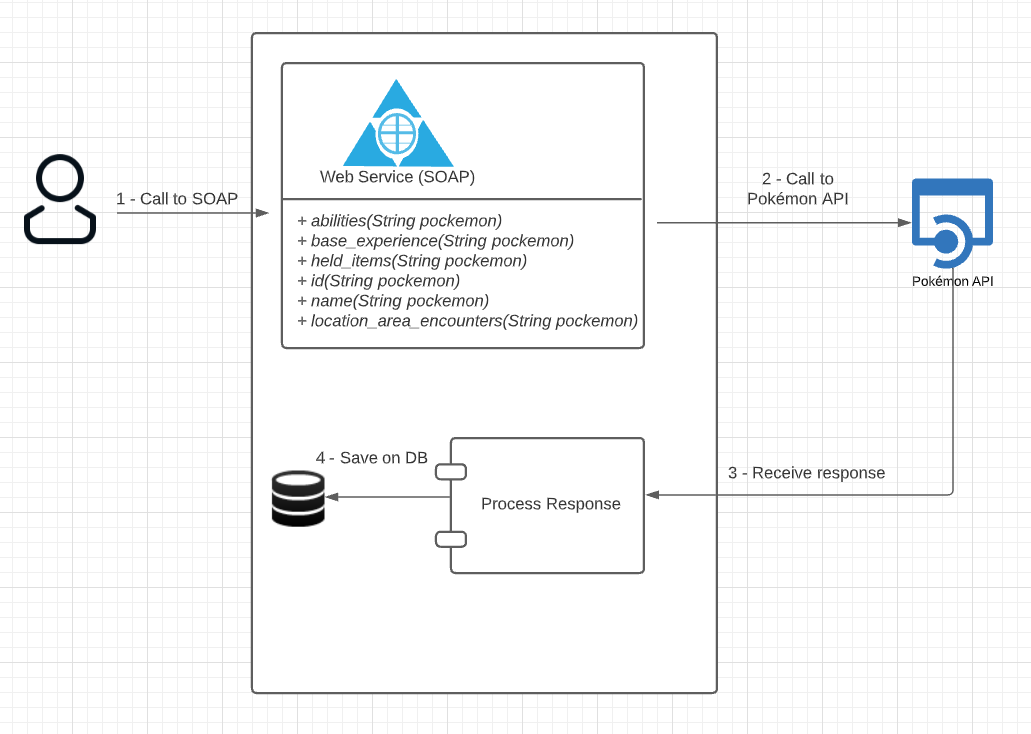 1 - Call to SOAP
Web Service (SOAP)
+ abilities(String pockemon)
+ base_experience(String pockemon)
+ held_items(String pockemon)
+ id(String pockemon)
+ name(String pockemon)
+ location_area_encounters(String pockemon)
2 - Call to
Pokémon API
Pokémon API
3 - Receive response
Process Response
4 - Save on DB